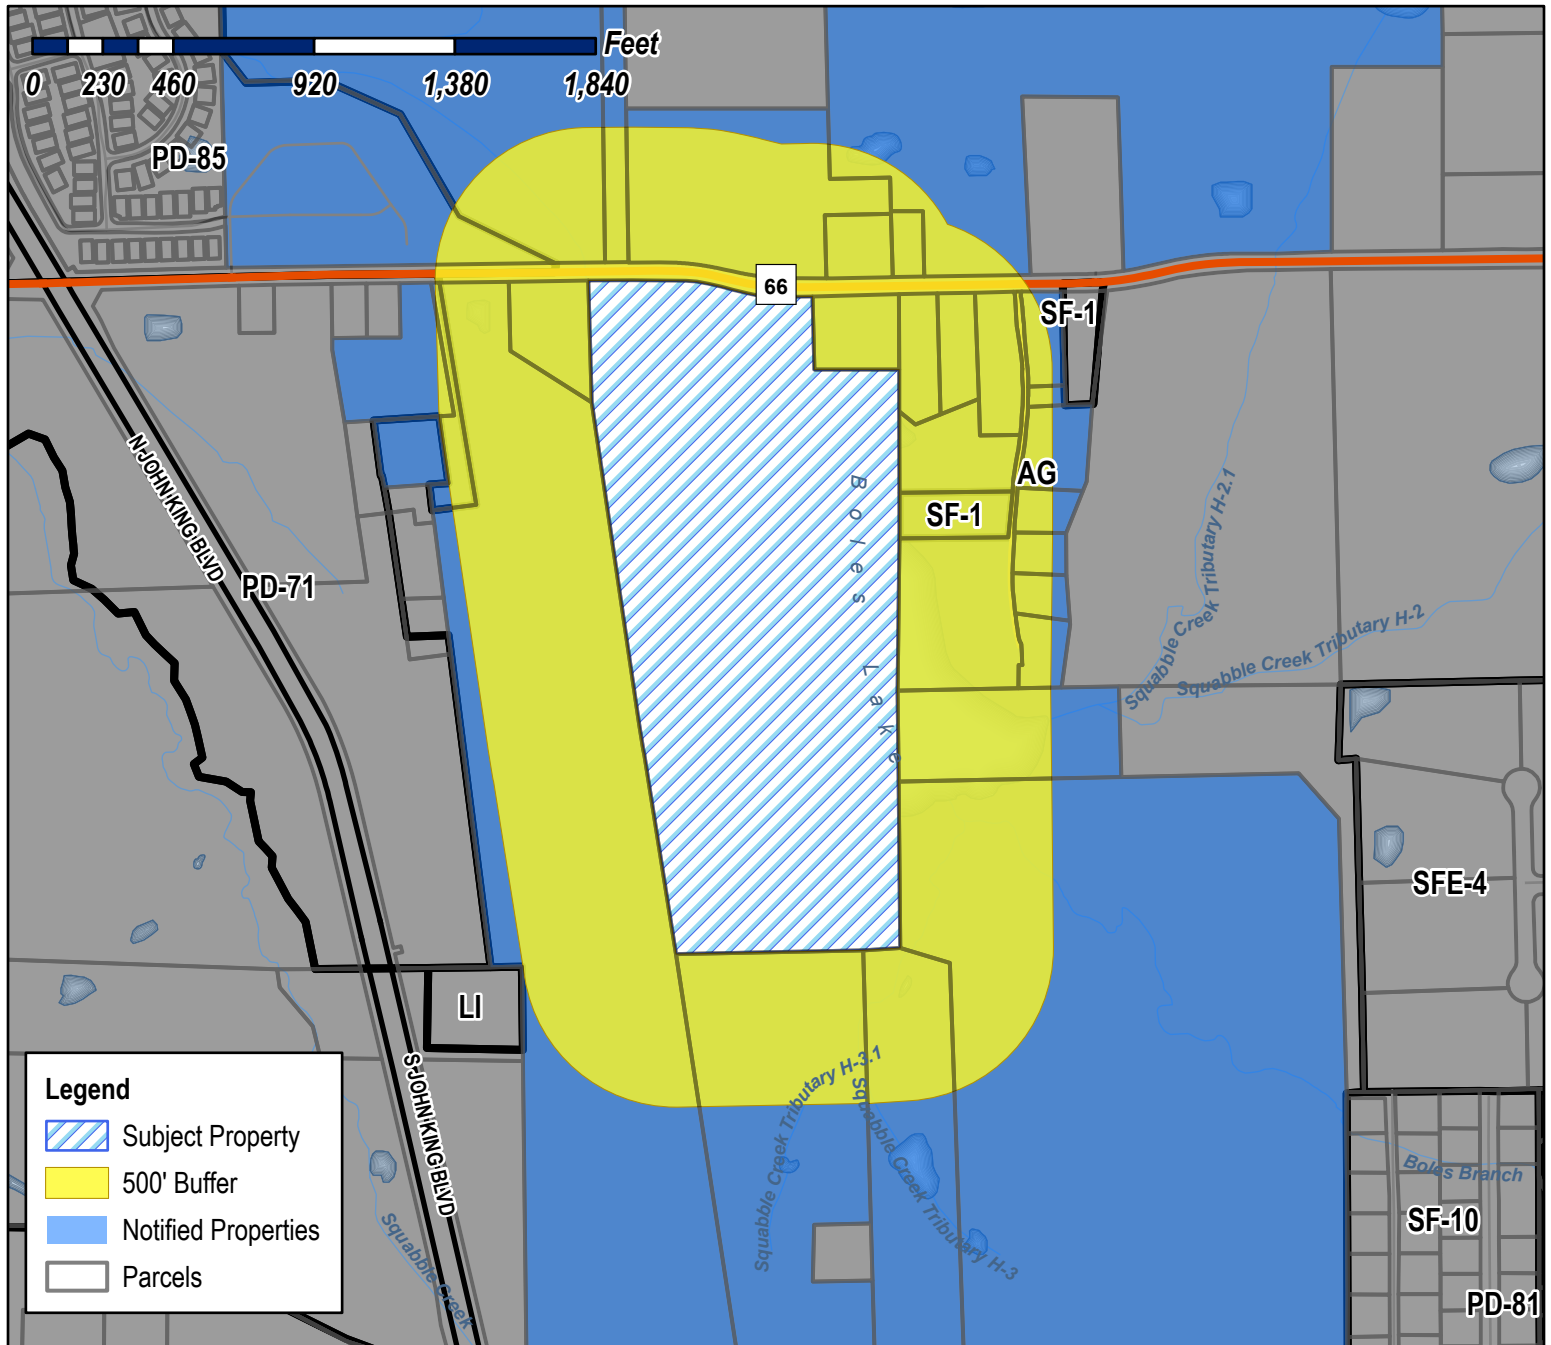 Feet
0 230 460 920 1,380 1,840
PD-85
66
SF-1
N JOHN KING BLVD
AG
SF-1
Boles Lake
PD-71
Squabble Creek Tributary H-2.1
Squabble Creek Tributary H-2
SFE-4
LI
S JOHN KING BLVD
Squabble Creek Tributary H-3.1
Squabble Creek Tributary H-3
Boles Branch
SF-10
PD-81
Squabble Creek
Legend
Subject Property
500' Buffer
Notified Properties
Parcels